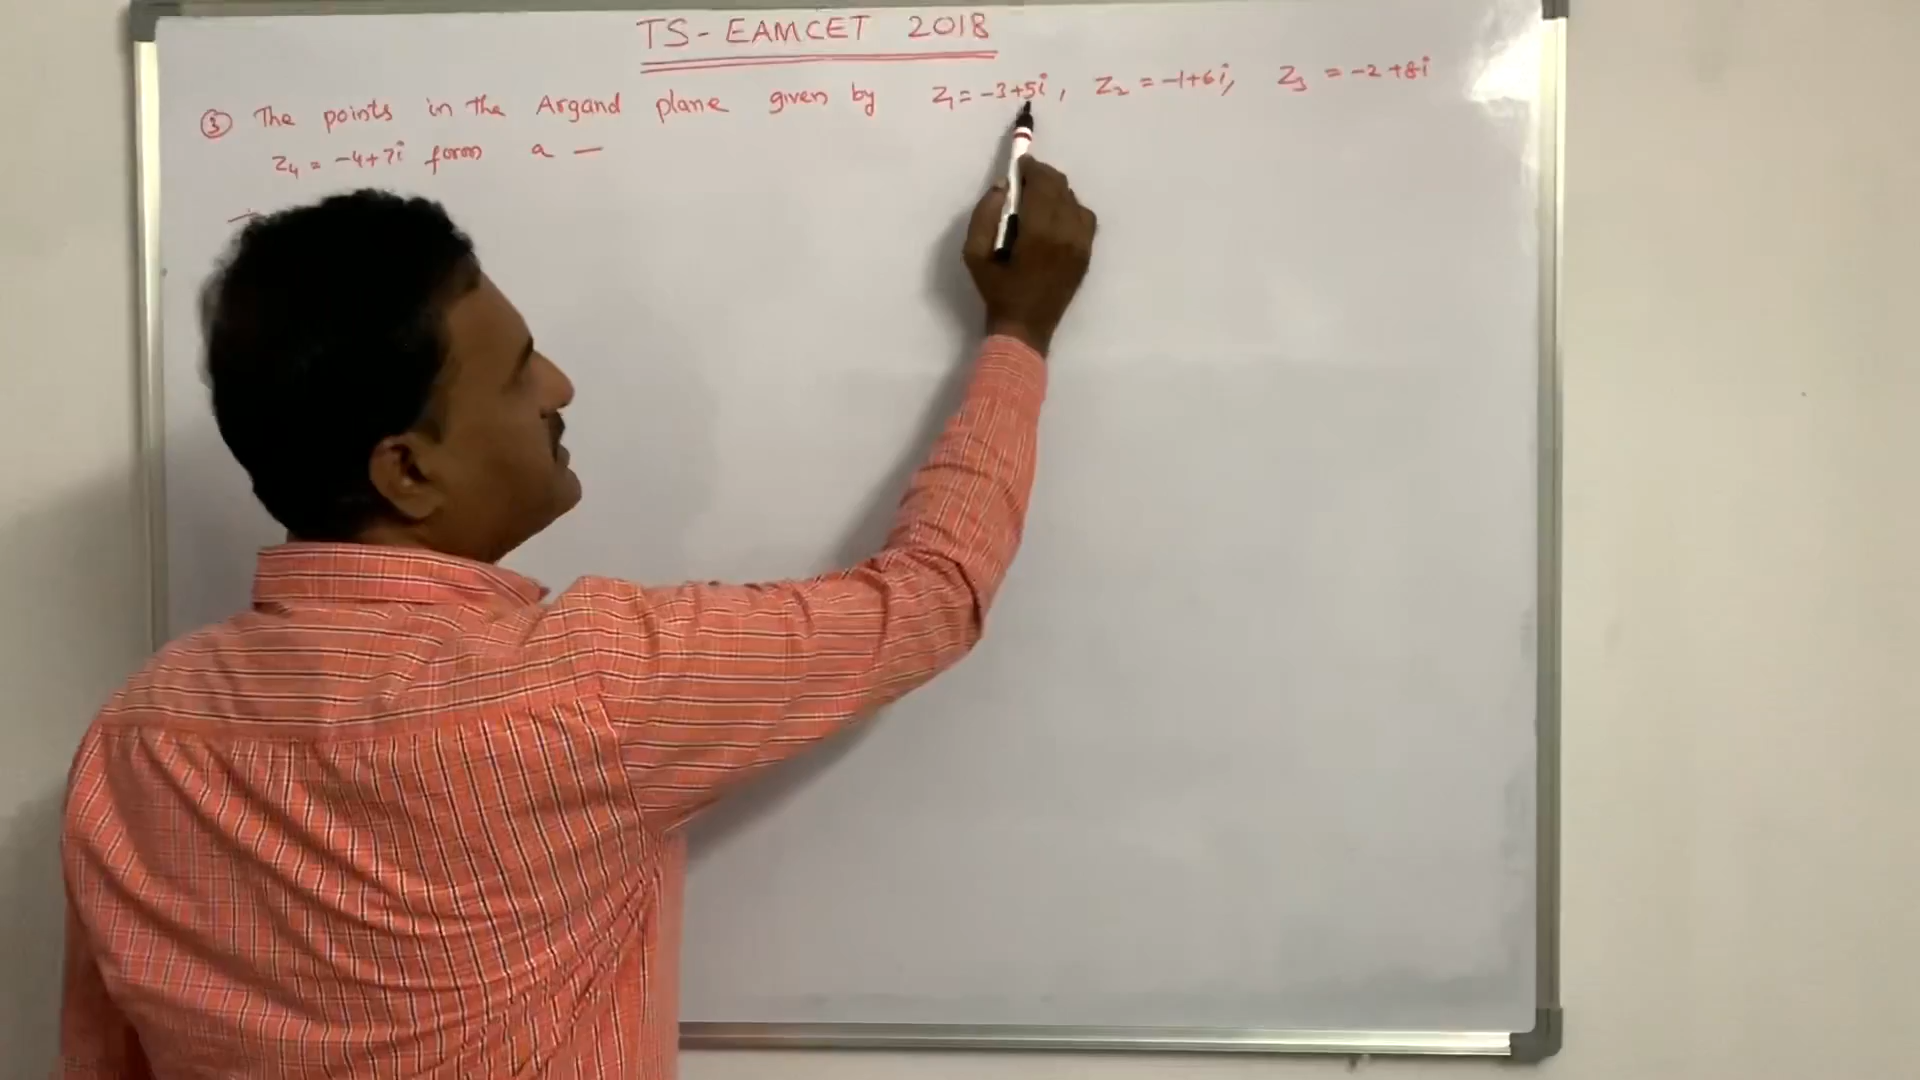 TS-EAMCET 2018
③ The points in the Argand plane given by Z₁ = -3+5i, Z₂ = -1+6i, Z₃ = -2+8i
Z₄ = -4+7i form a —